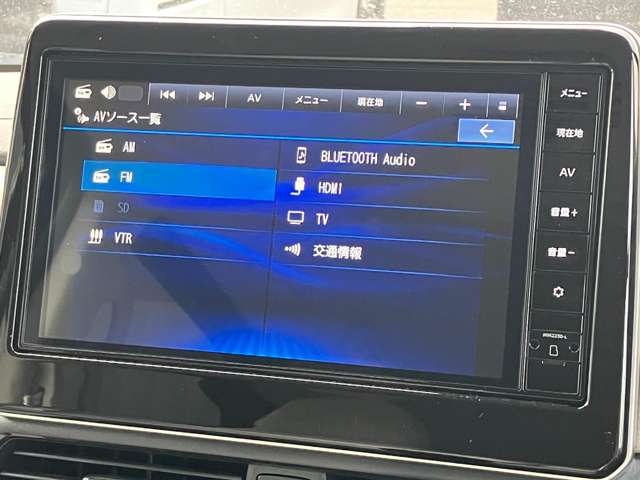 AV メニュー 現在地 − +
AVソース一覧
AM
FM
SD
VTR
BLUETOOTH Audio
HDMI
TV
交通情報
メニュー
現在地
AV
音量+
音量−